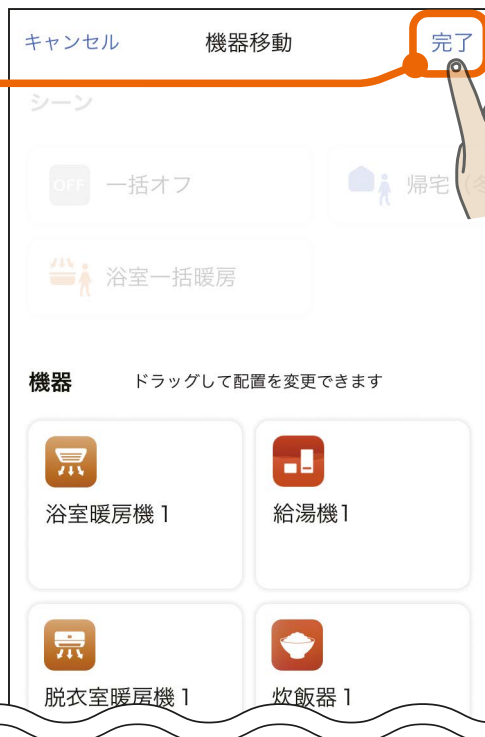 キャンセル 機器移動 完了
シーン
OFF 一括オフ 帰宅(冬
浴室一括暖房
機器 ドラッグして配置を変更できます
浴室暖房機1 給湯機1
脱衣室暖房機1 炊飯器1